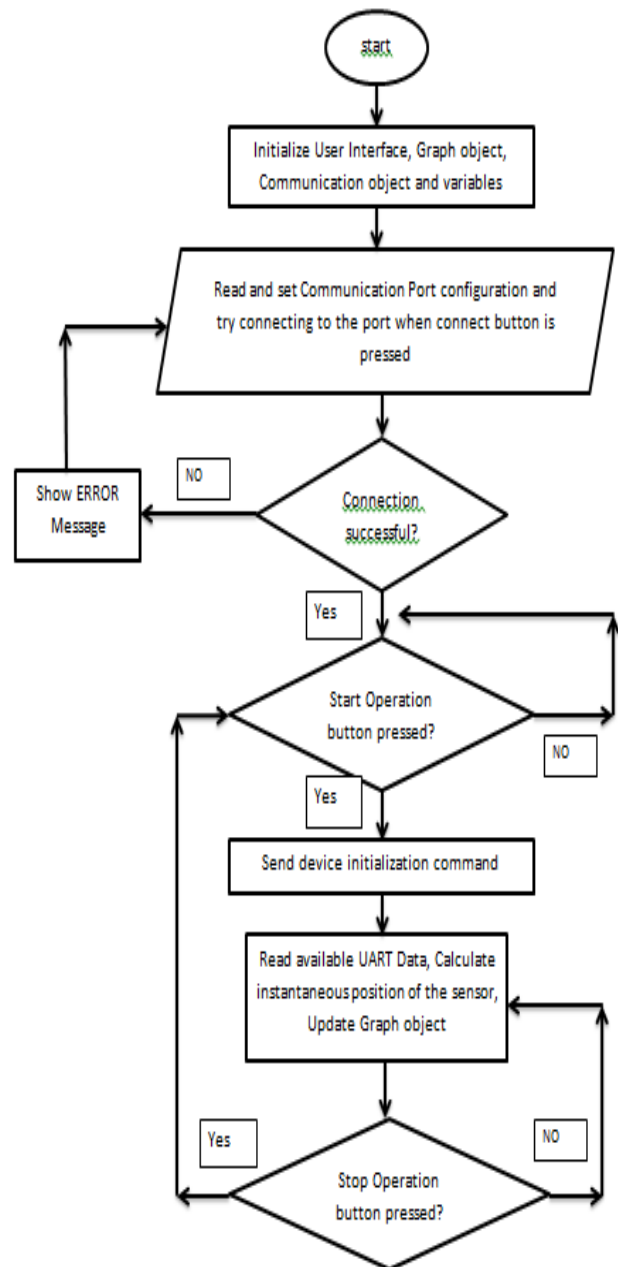 start
Initialize User Interface, Graph object,
Communication object and variables
Read and set Communication Port configuration and
try connecting to the port when connect button is
pressed
NO
Show ERROR
Message
Connection
successful?
Yes
Start Operation
button pressed?
NO
Yes
Send device initialization command
Read available UART Data, Calculate
instantaneous position of the sensor,
Update Graph object
Yes
NO
Stop Operation
button pressed?